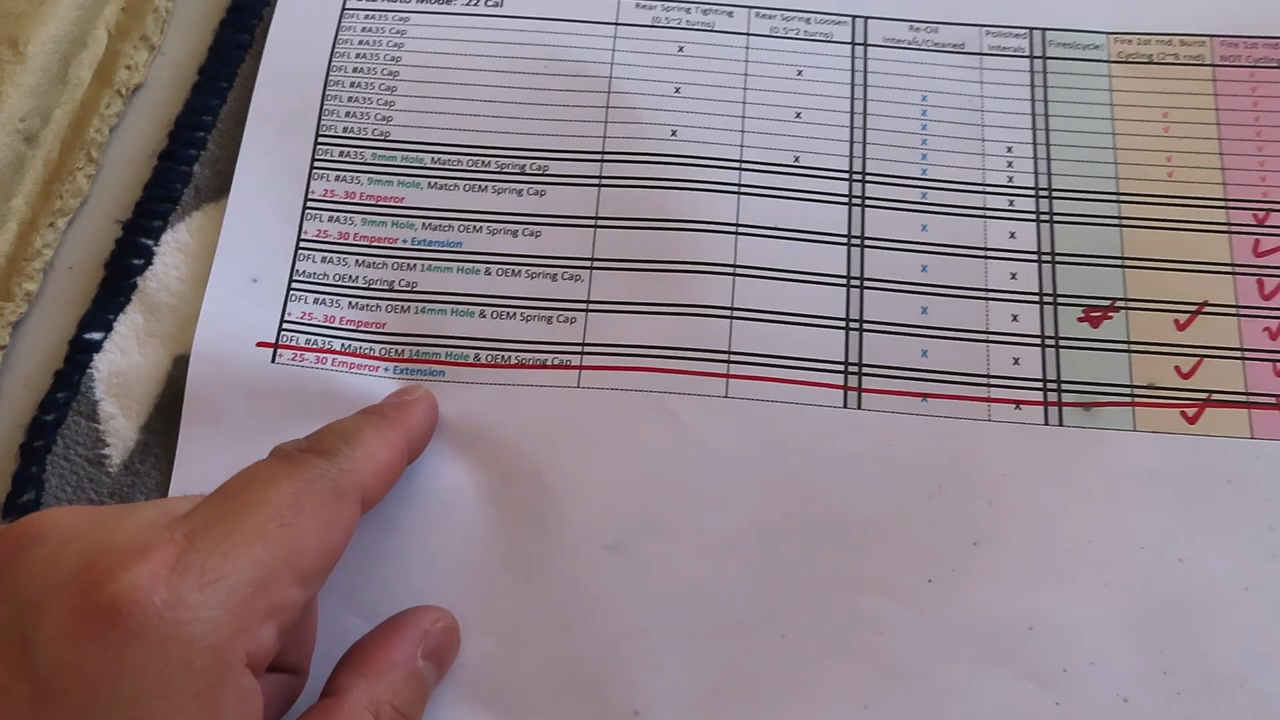 Auto Mode: .22 Cal
Rear Spring Tighting
(0.5~2 turns)
Rear Spring Loosen
(0.5~2 turns)
Re-Oil
Interals/Cleaned
Polished
Interals
Fires(cycle)
Fire 1st rnd, Burst
Cycling (2~8 rnd)
Fire 1st rnd,
NOT Cycling
DFL #A35 Cap
DFL #A35 Cap
DFL #A35 Cap x
DFL #A35 Cap x
DFL #A35 Cap x x
DFL #A35 Cap x x
DFL #A35 Cap x x
DFL #A35 Cap x x
DFL #A35 Cap x x x
DFL #A35, 9mm Hole, Match OEM Spring Cap x x
DFL #A35, 9mm Hole, Match OEM Spring Cap
+ .25-.30 Emperor x x
DFL #A35, 9mm Hole, Match OEM Spring Cap
+ .25-.30 Emperor + Extension x x
DFL #A35, Match OEM 14mm Hole & OEM Spring Cap,
Match OEM Spring Cap x x
DFL #A35, Match OEM 14mm Hole & OEM Spring Cap
+ .25-.30 Emperor x x
DFL #A35, Match OEM 14mm Hole & OEM Spring Cap
+ .25-.30 Emperor + Extension x x